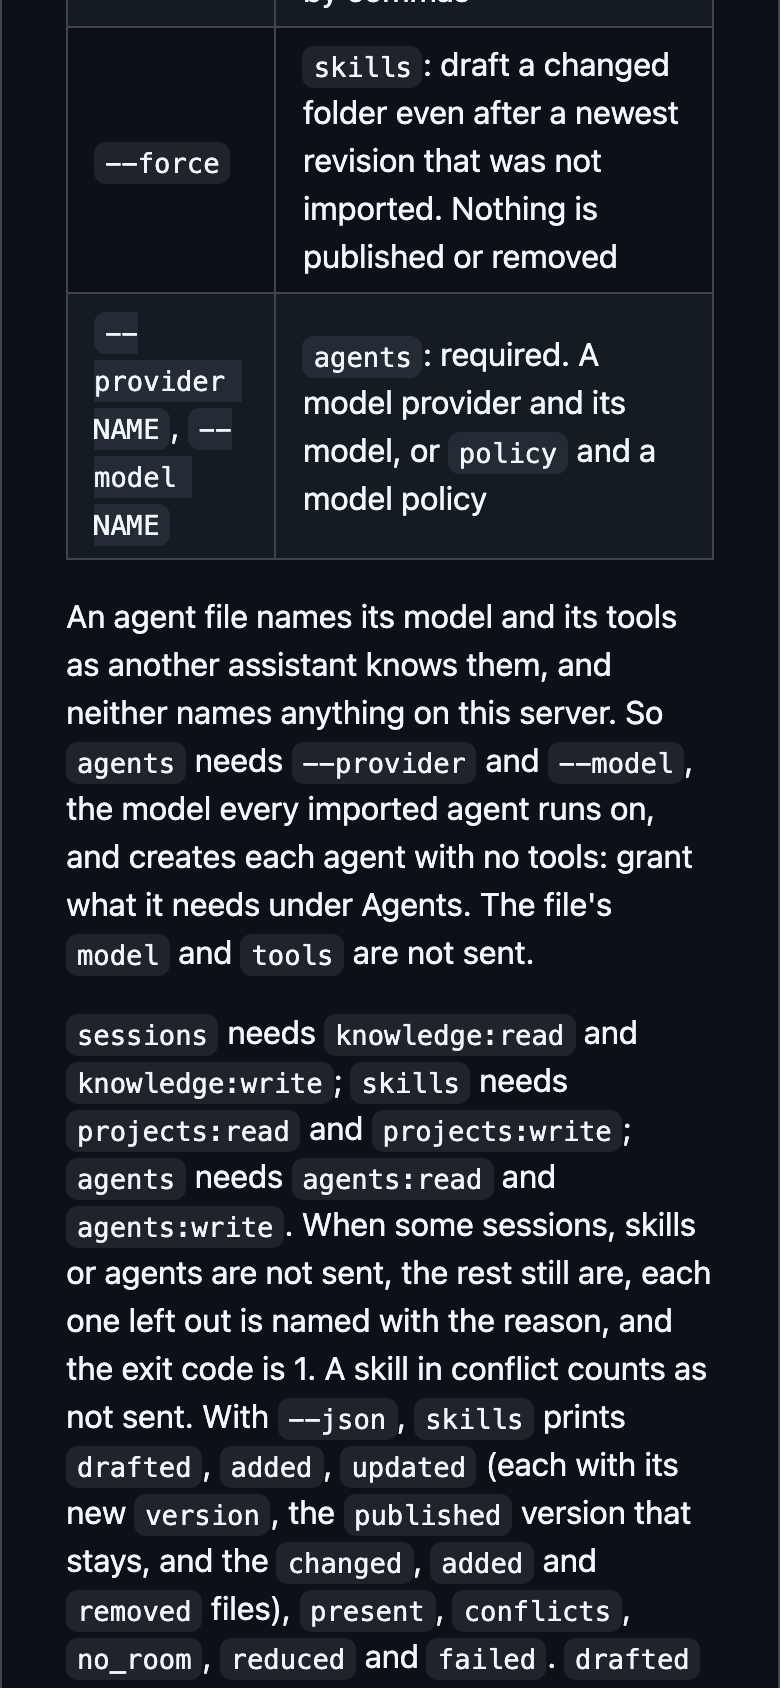 by commas
--force
skills: draft a changed
folder even after a newest
revision that was not
imported. Nothing is
published or removed
--
provider
NAME, --
model
NAME
agents: required. A
model provider and its
model, or policy and a
model policy
An agent file names its model and its tools
as another assistant knows them, and
neither names anything on this server. So
agents needs --provider and --model,
the model every imported agent runs on,
and creates each agent with no tools: grant
what it needs under Agents. The file's
model and tools are not sent.
sessions needs knowledge:read and
knowledge:write; skills needs
projects:read and projects:write;
agents needs agents:read and
agents:write. When some sessions, skills
or agents are not sent, the rest still are, each
one left out is named with the reason, and
the exit code is 1. A skill in conflict counts as
not sent. With --json, skills prints
drafted, added, updated (each with its
new version, the published version that
stays, and the changed, added and
removed files), present, conflicts,
no_room, reduced and failed. drafted